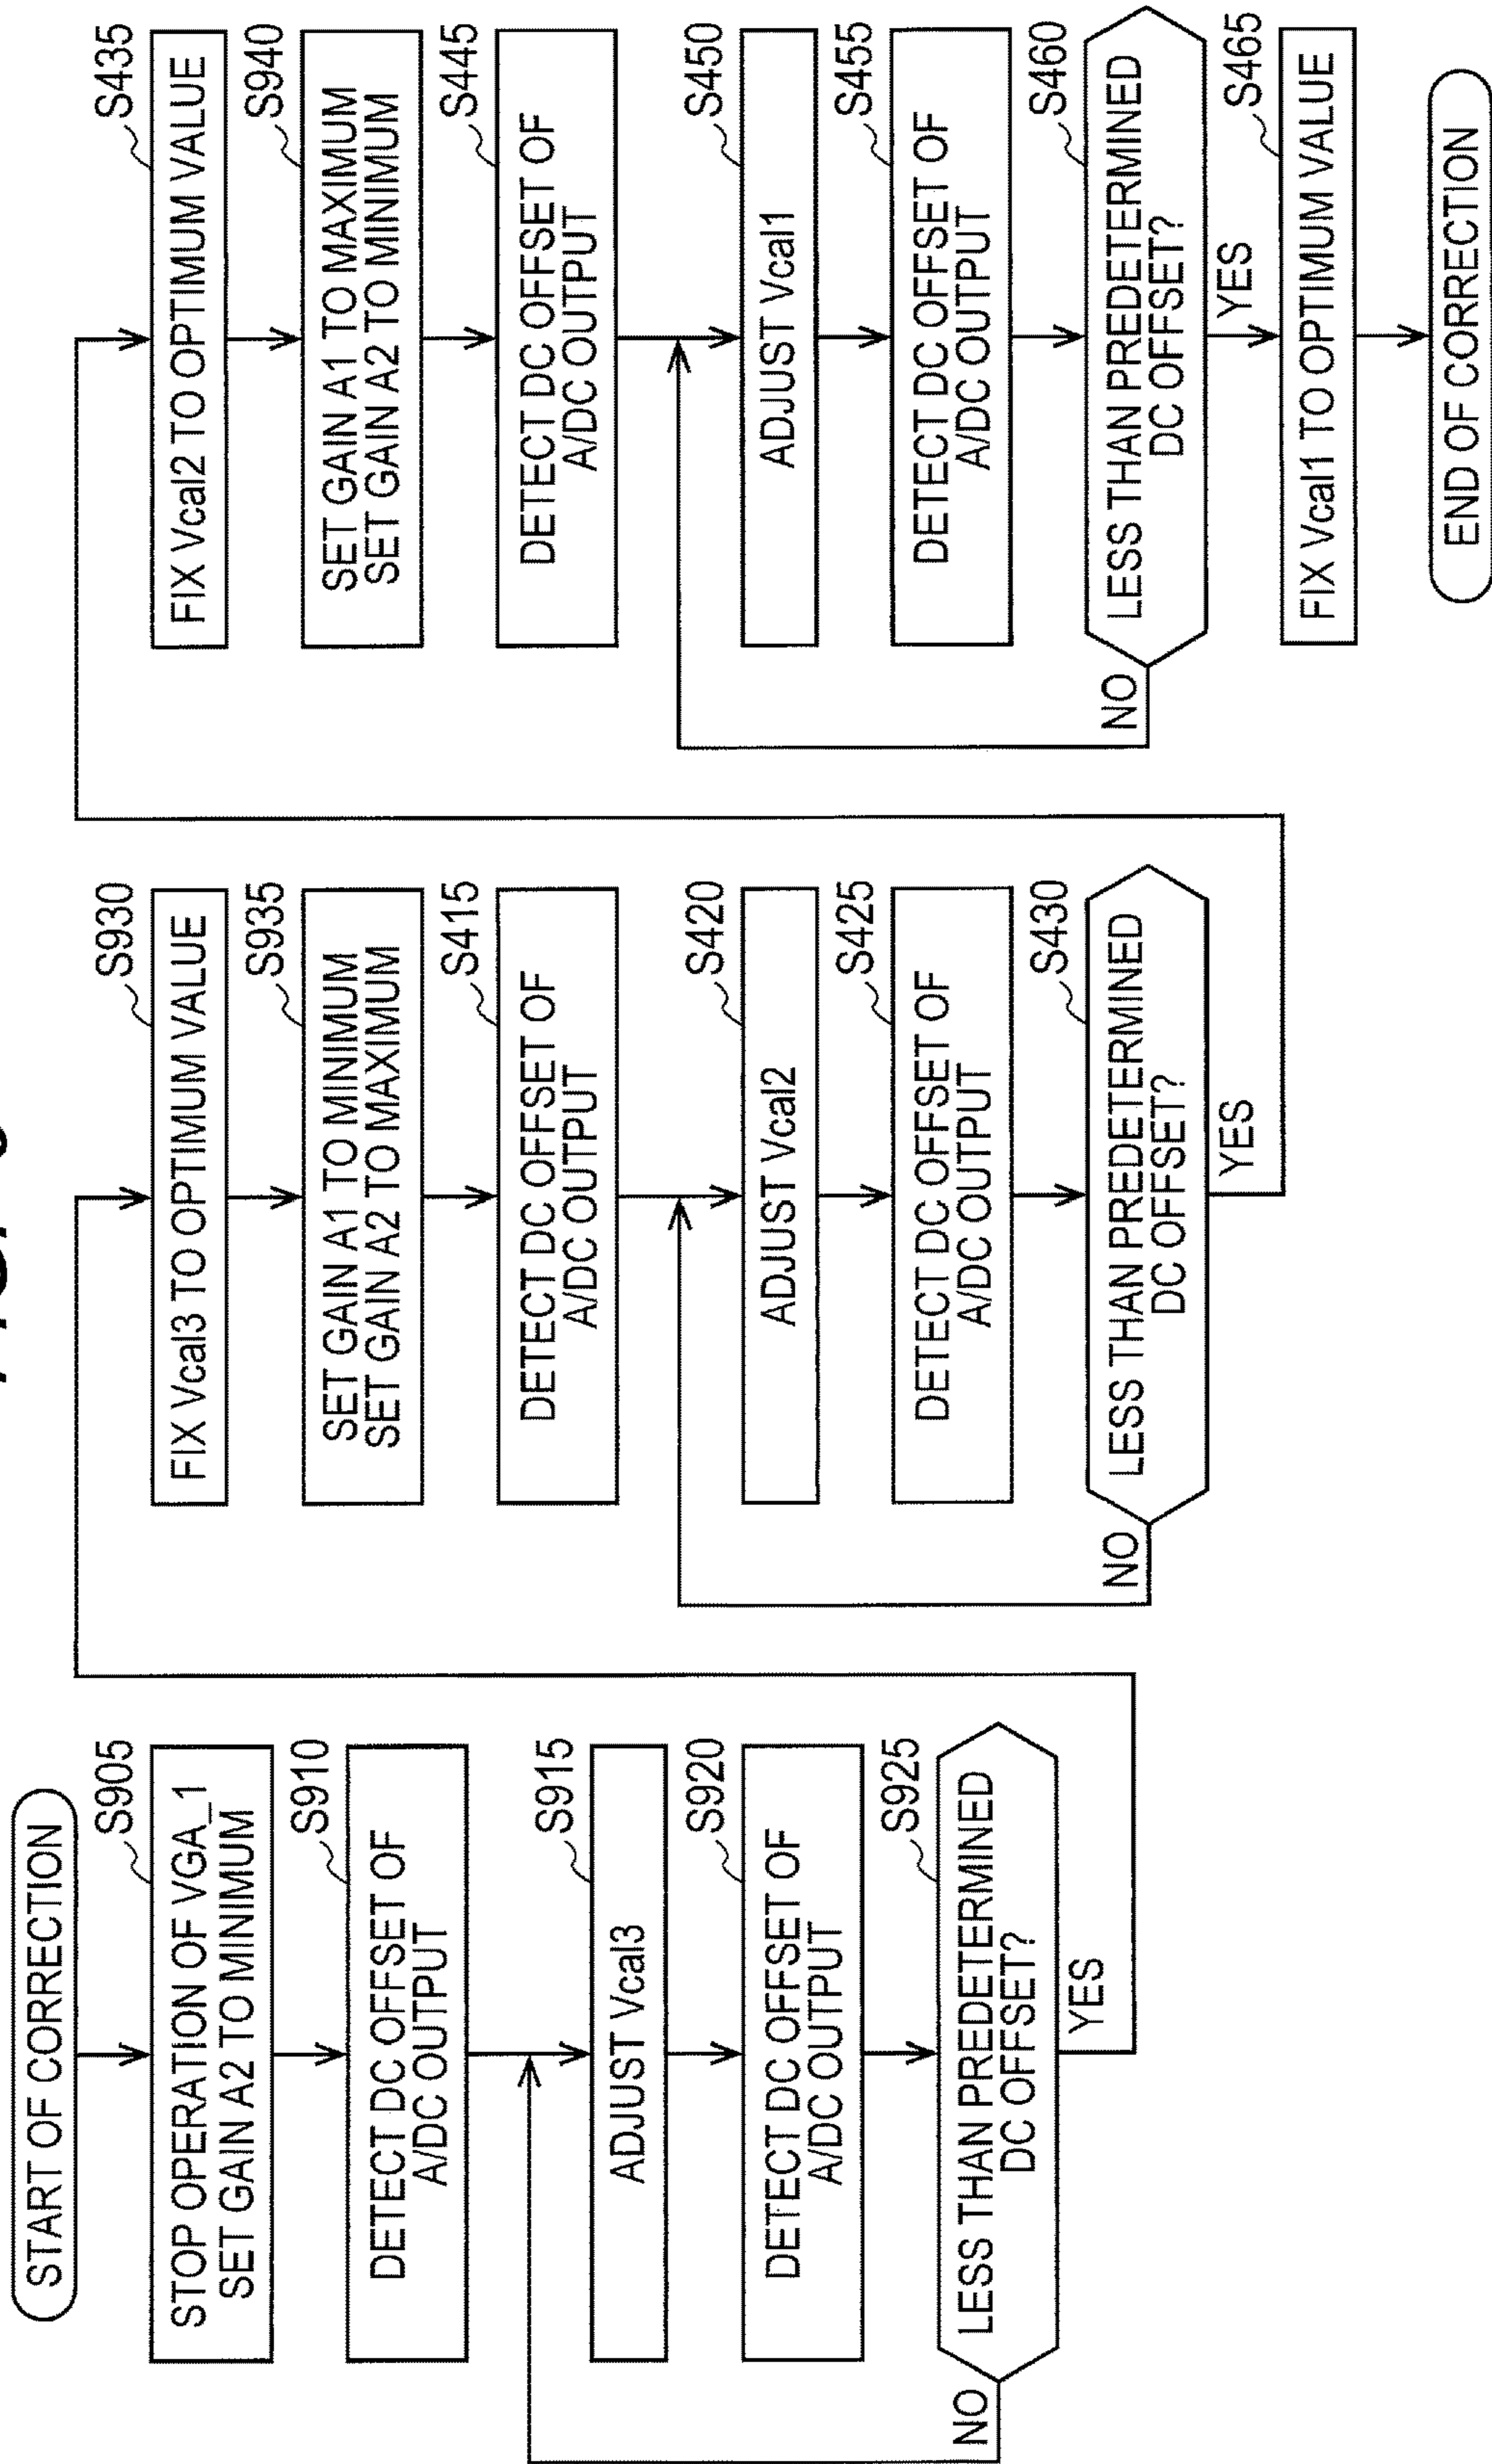 START OF CORRECTION
S905
STOP OPERATION OF VGA_1
SET GAIN A2 TO MINIMUM
S910
DETECT DC OFFSET OF
A/DC OUTPUT
S915
ADJUST Vcal3
S920
DETECT DC OFFSET OF
A/DC OUTPUT
S925
LESS THAN PREDETERMINED
DC OFFSET?
NO
YES
S930
FIX Vcal3 TO OPTIMUM VALUE
S935
SET GAIN A1 TO MINIMUM
SET GAIN A2 TO MAXIMUM
S415
DETECT DC OFFSET OF
A/DC OUTPUT
S420
ADJUST Vcal2
S425
DETECT DC OFFSET OF
A/DC OUTPUT
S430
LESS THAN PREDETERMINED
DC OFFSET?
NO
YES
S435
FIX Vcal2 TO OPTIMUM VALUE
S940
SET GAIN A1 TO MAXIMUM
SET GAIN A2 TO MINIMUM
S445
DETECT DC OFFSET OF
A/DC OUTPUT
S450
ADJUST Vcal1
S455
DETECT DC OFFSET OF
A/DC OUTPUT
S460
LESS THAN PREDETERMINED
DC OFFSET?
NO
YES
S465
FIX Vcal1 TO OPTIMUM VALUE
END OF CORRECTION